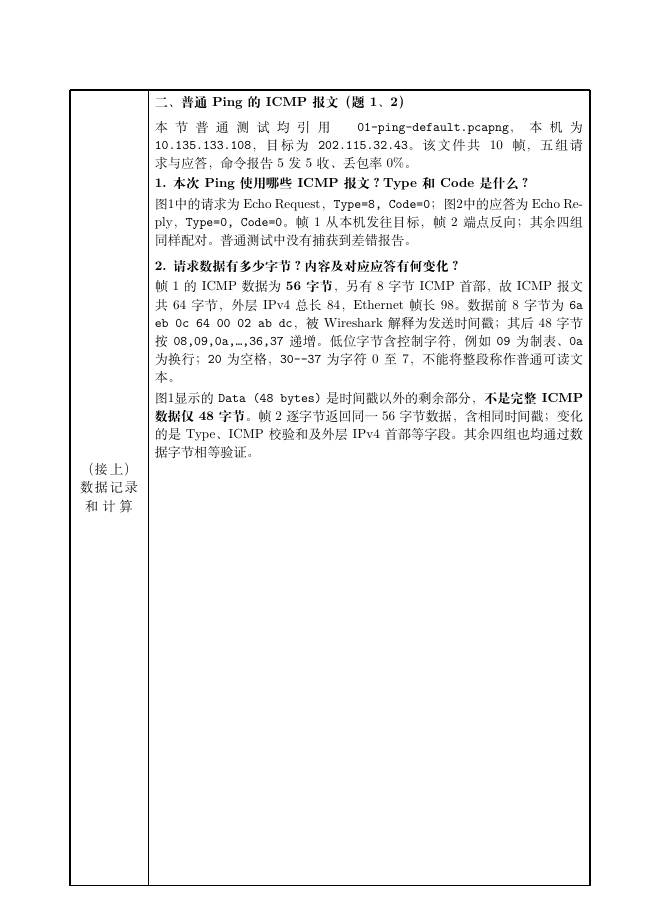 二、普通 Ping 的 ICMP 报文（题 1、2）
本节普通测试均引用 01-ping-default.pcapng，本机为
10.135.133.108，目标为 202.115.32.43。该文件共 10 帧，五组请
求与应答，命令报告 5 发 5 收、丢包率 0%。
1. 本次 Ping 使用哪些 ICMP 报文？Type 和 Code 是什么？
图1中的请求为 Echo Request，Type=8, Code=0；图2中的应答为 Echo Re-
ply，Type=0, Code=0。帧 1 从本机发往目标，帧 2 端点反向；其余四组
同样配对。普通测试中没有捕获到差错报告。
2. 请求数据有多少字节？内容及对应应答有何变化？
帧 1 的 ICMP 数据为 56 字节，另有 8 字节 ICMP 首部，故 ICMP 报文
共 64 字节，外层 IPv4 总长 84，Ethernet 帧长 98。数据前 8 字节为 6a
eb 0c 64 00 02 ab dc，被 Wireshark 解释为发送时间戳；其后 48 字节
按 08,09,0a,…,36,37 递增。低位字节含控制字符，例如 09 为制表、0a
为换行；20 为空格，30--37 为字符 0 至 7，不能将整段称作普通可读文
本。
图1显示的 Data (48 bytes) 是时间戳以外的剩余部分，不是完整 ICMP
数据仅 48 字节。帧 2 逐字节返回同一 56 字节数据，含相同时间戳；变化
的是 Type、ICMP 校验和及外层 IPv4 首部等字段。其余四组也均通过数
据字节相等验证。
（接上）
数据记录
和计算